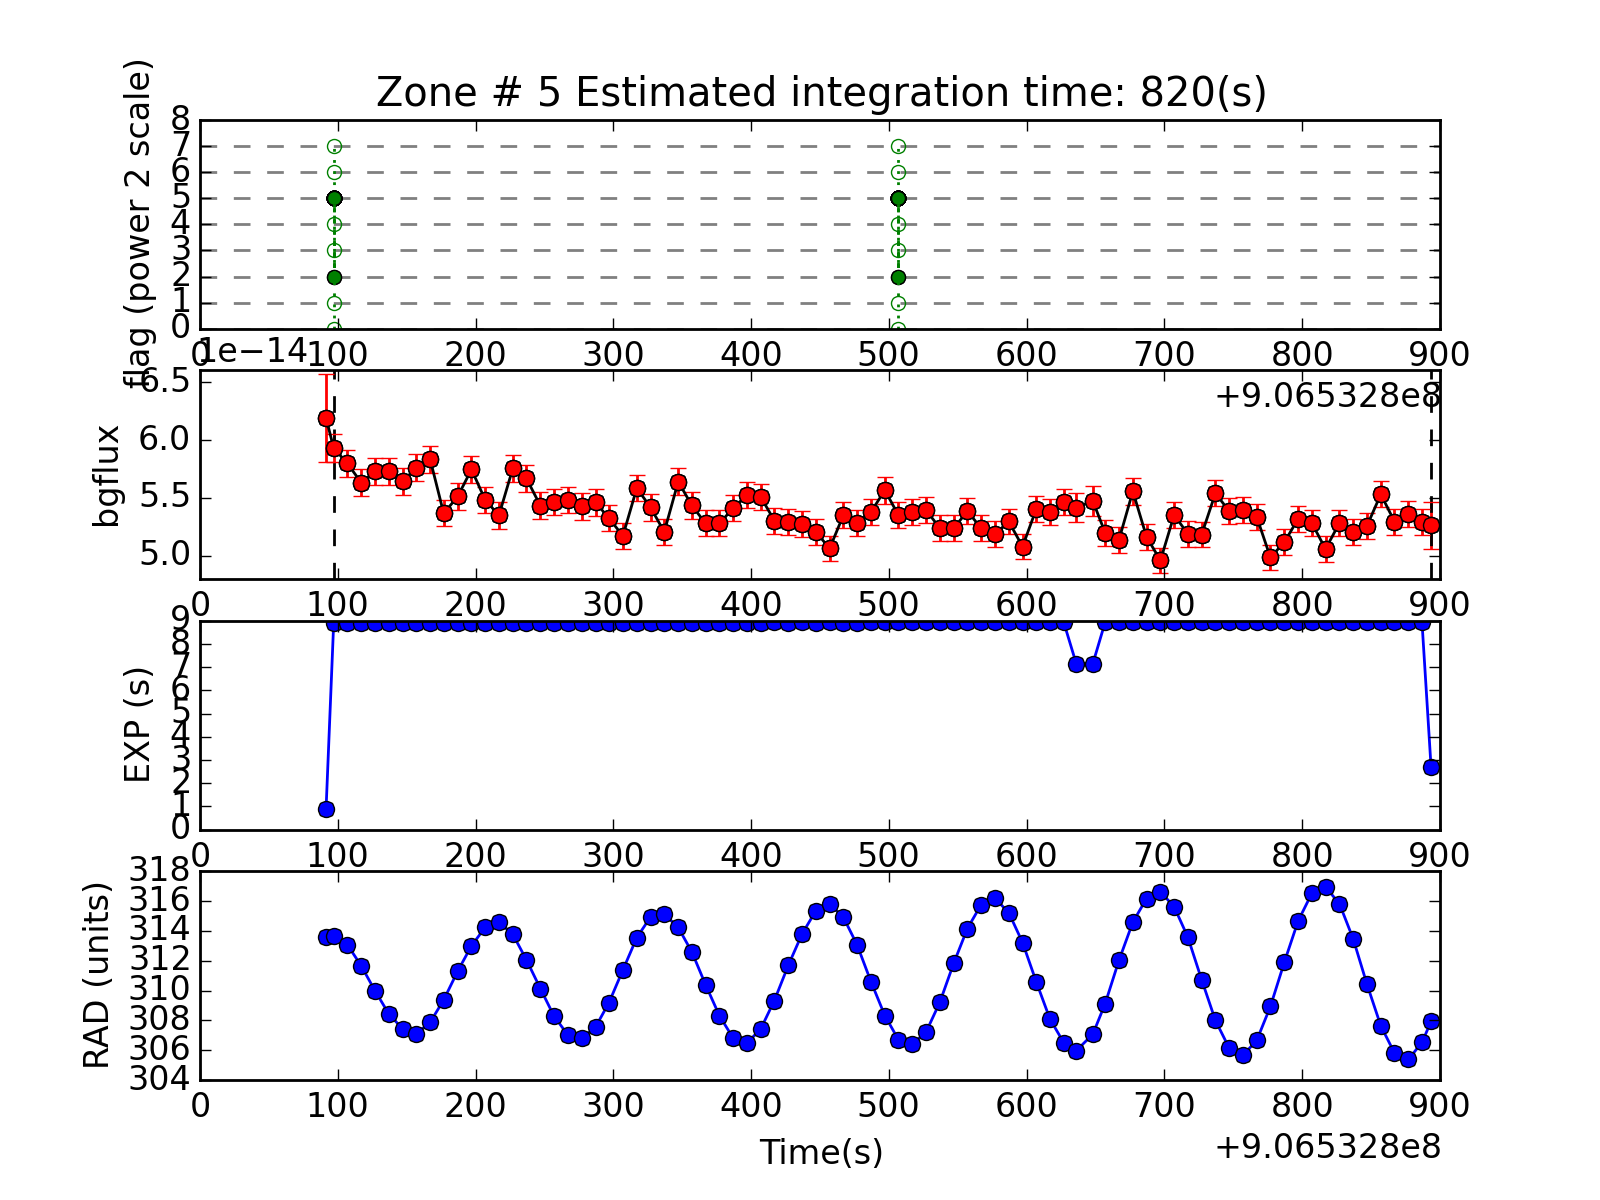 Zone # 5 Estimated integration time: 820(s)
flag (power 2 scale)
8
7
6
5
4
3
2
1
0
0 100 200 300 400 500 600 700 800 900
1e−14
+9.065328e8
bgflux
6.5
6.0
5.5
5.0
0 100 200 300 400 500 600 700 800 900
EXP (s)
9
8
7
6
5
4
3
2
1
0
0 100 200 300 400 500 600 700 800 900
RAD (units)
318
316
314
312
310
308
306
304
0 100 200 300 400 500 600 700 800 900
Time(s)
+9.065328e8